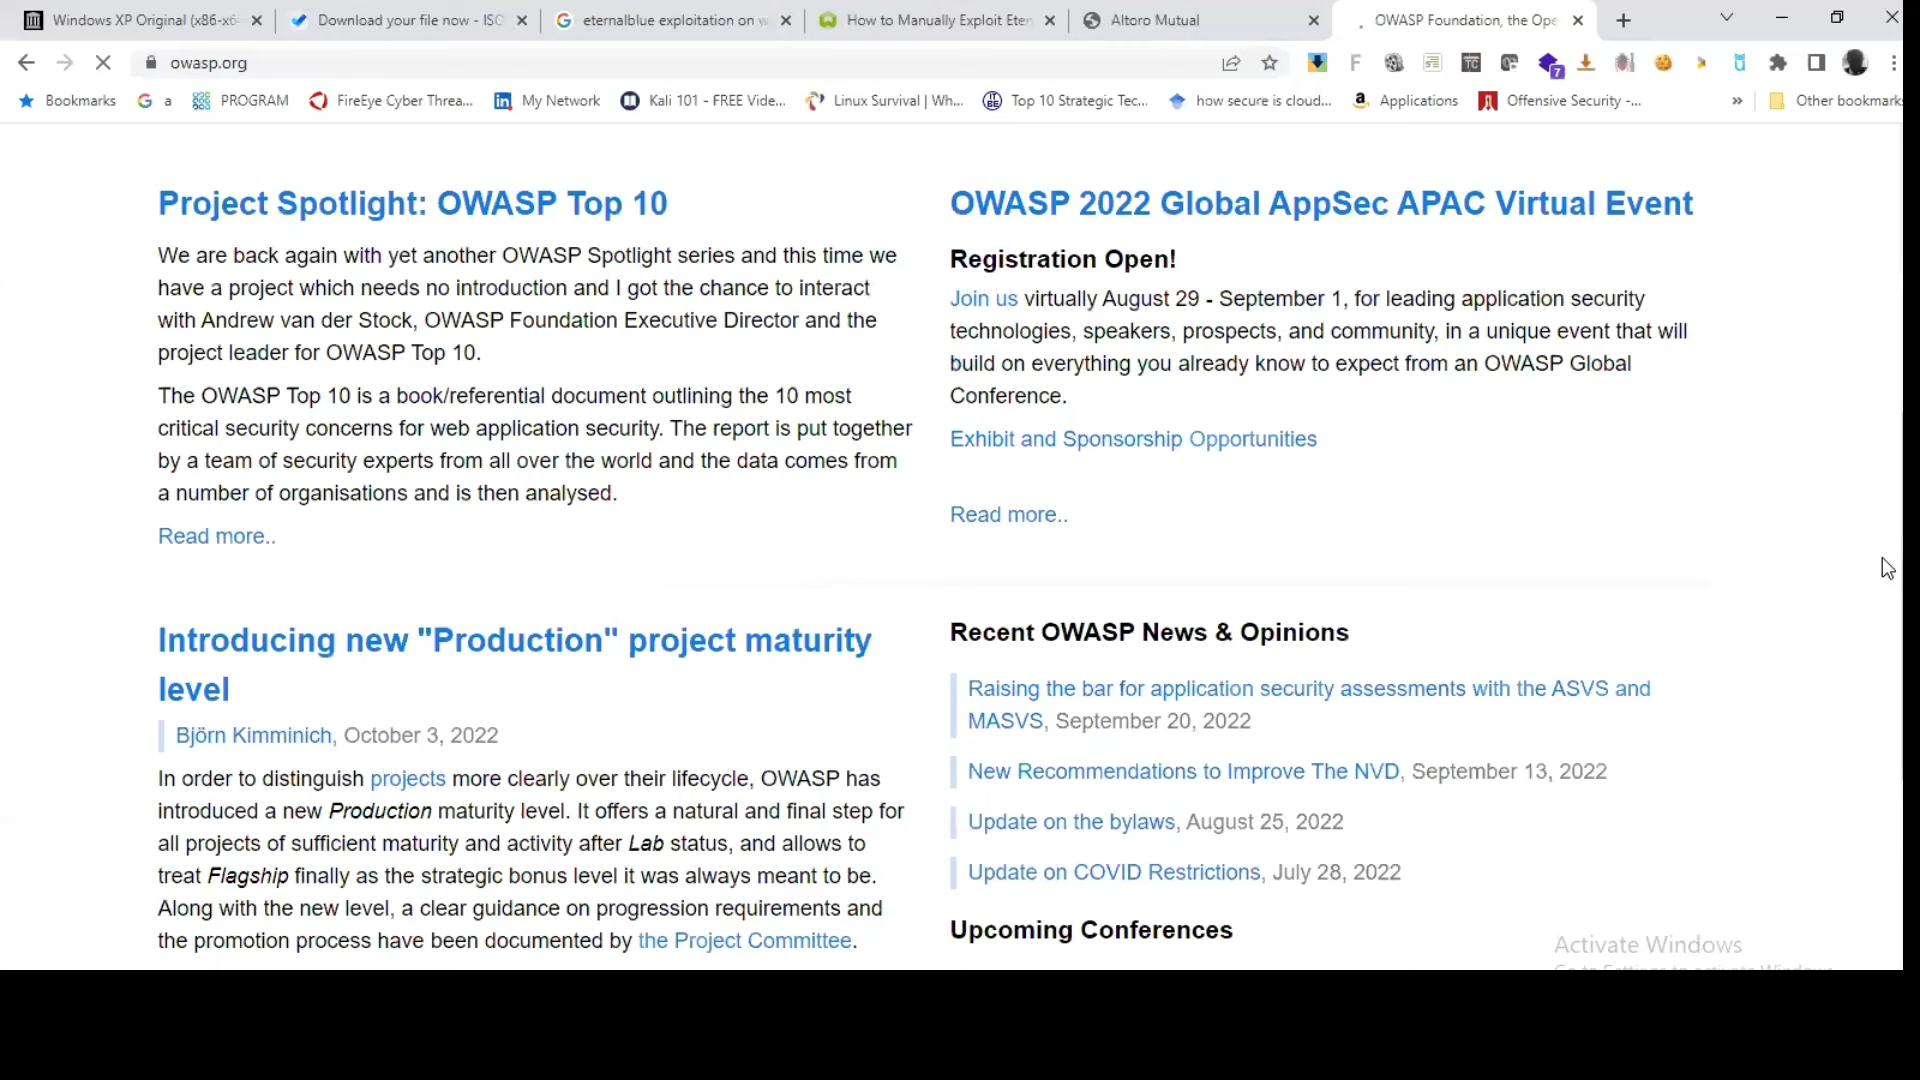 Windows XP Original (x86-x6
Download your file now - ISO
eternalblue exploitation on w
How to Manually Exploit Eter
Altoro Mutual
OWASP Foundation, the Ope
owasp.org
7
Bookmarks
a
PROGRAM
FireEye Cyber Threa...
My Network
Kali 101 - FREE Vide...
Linux Survival | Wh...
Top 10 Strategic Tec...
how secure is cloud...
Applications
Offensive Security -...
»
Other bookmark
Project Spotlight: OWASP Top 10
We are back again with yet another OWASP Spotlight series and this time we
have a project which needs no introduction and I got the chance to interact
with Andrew van der Stock, OWASP Foundation Executive Director and the
project leader for OWASP Top 10.
The OWASP Top 10 is a book/referential document outlining the 10 most
critical security concerns for web application security. The report is put together
by a team of security experts from all over the world and the data comes from
a number of organisations and is then analysed.
Read more..
OWASP 2022 Global AppSec APAC Virtual Event
Registration Open!
Join us virtually August 29 - September 1, for leading application security
technologies, speakers, prospects, and community, in a unique event that will
build on everything you already know to expect from an OWASP Global
Conference.
Exhibit and Sponsorship Opportunities
Read more..
Introducing new "Production" project maturity
level
Björn Kimminich, October 3, 2022
In order to distinguish projects more clearly over their lifecycle, OWASP has
introduced a new Production maturity level. It offers a natural and final step for
all projects of sufficient maturity and activity after Lab status, and allows to
treat Flagship finally as the strategic bonus level it was always meant to be.
Along with the new level, a clear guidance on progression requirements and
the promotion process have been documented by the Project Committee.
Recent OWASP News & Opinions
Raising the bar for application security assessments with the ASVS and
MASVS, September 20, 2022
New Recommendations to Improve The NVD, September 13, 2022
Update on the bylaws, August 25, 2022
Update on COVID Restrictions, July 28, 2022
Upcoming Conferences
Activate Windows